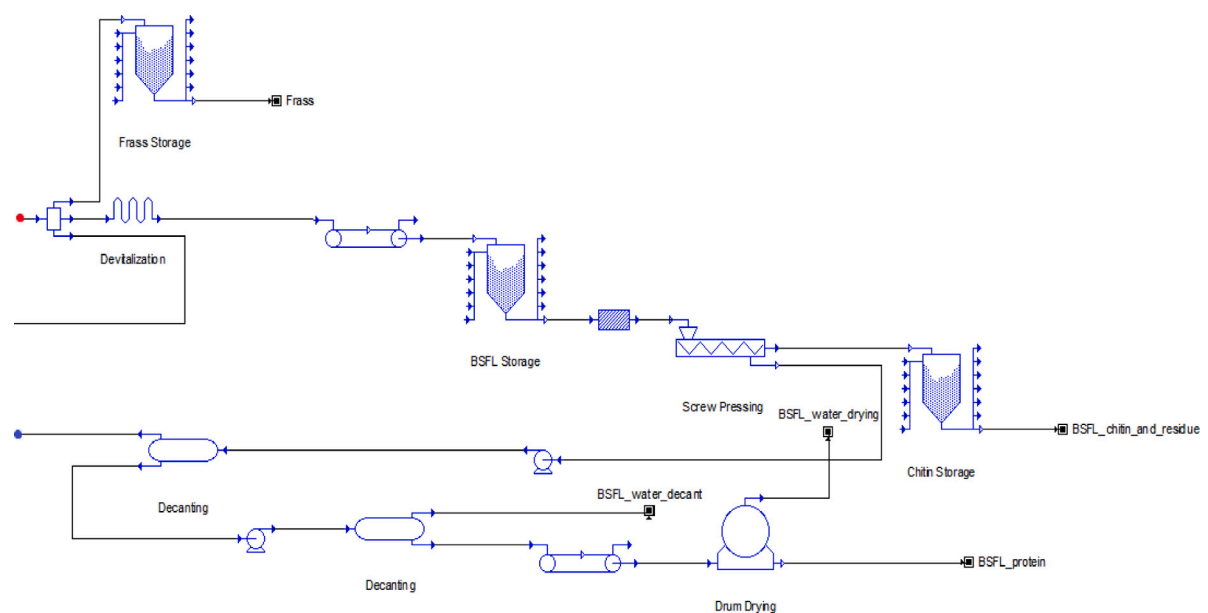 Frass
Frass Storage
Devitalization
BSFL Storage
Screw Pressing
BSFL_water_drying
BSFL_chitin_and_residue
Chitin Storage
Decanting
BSFL_water_decant
Decanting
BSFL_protein
Drum Drying